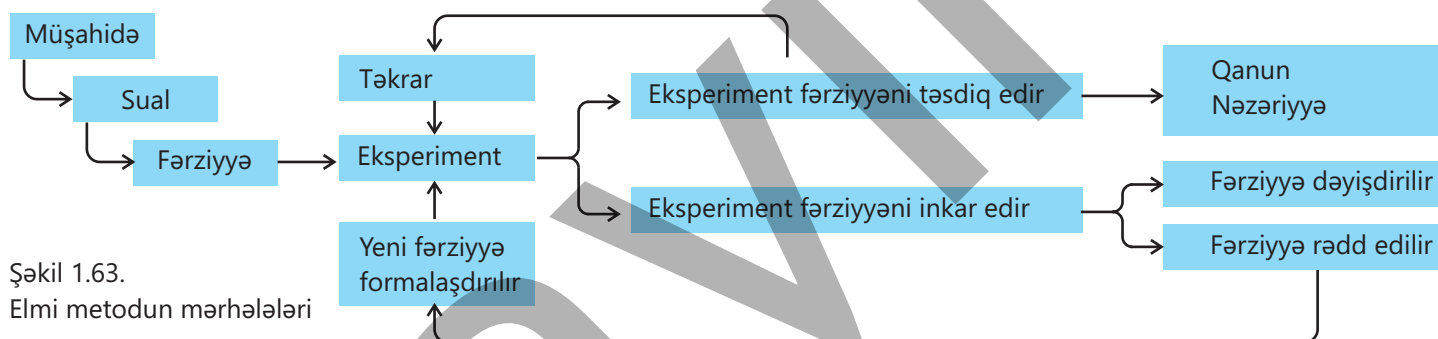 Müşahidə
Sual
Fərziyyə
Təkrar
Eksperiment
Yeni fərziyyə
formalaşdırılır
Eksperiment fərziyyəni təsdiq edir
Eksperiment fərziyyəni inkar edir
Qanun
Nəzəriyyə
Fərziyyə dəyişdirilir
Fərziyyə rədd edilir
Şəkil 1.63.
Elmi metodun mərhələləri